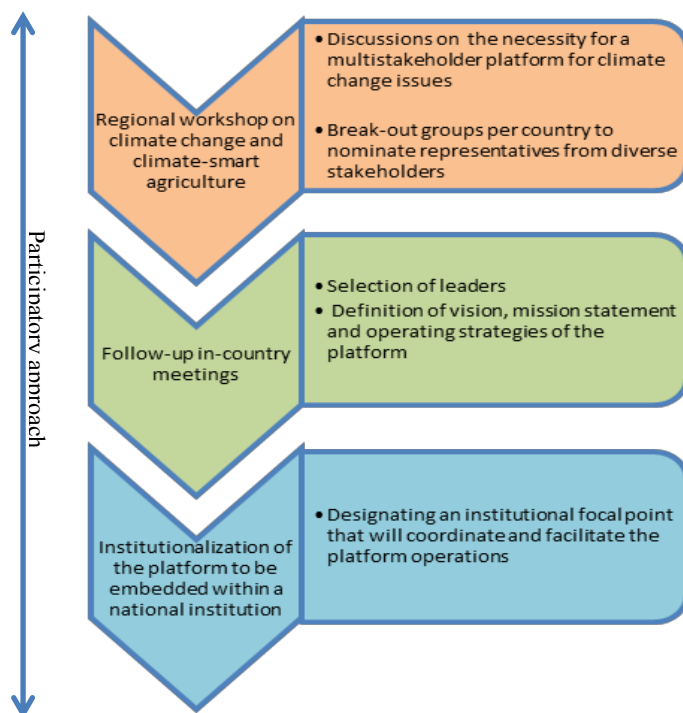 Participatory approach
Regional workshop on
climate change and
climate-smart
agriculture
• Discussions on the necessity for a
multistakeholder platform for climate
change issues
• Break-out groups per country to
nominate representatives from diverse
stakeholders
Follow-up in-country
meetings
• Selection of leaders
• Definition of vision, mission statement
and operating strategies of the
platform
Institutionalization of
the platform to be
embedded within a
national institution
• Designating an institutional focal point
that will coordinate and facilitate the
platform operations